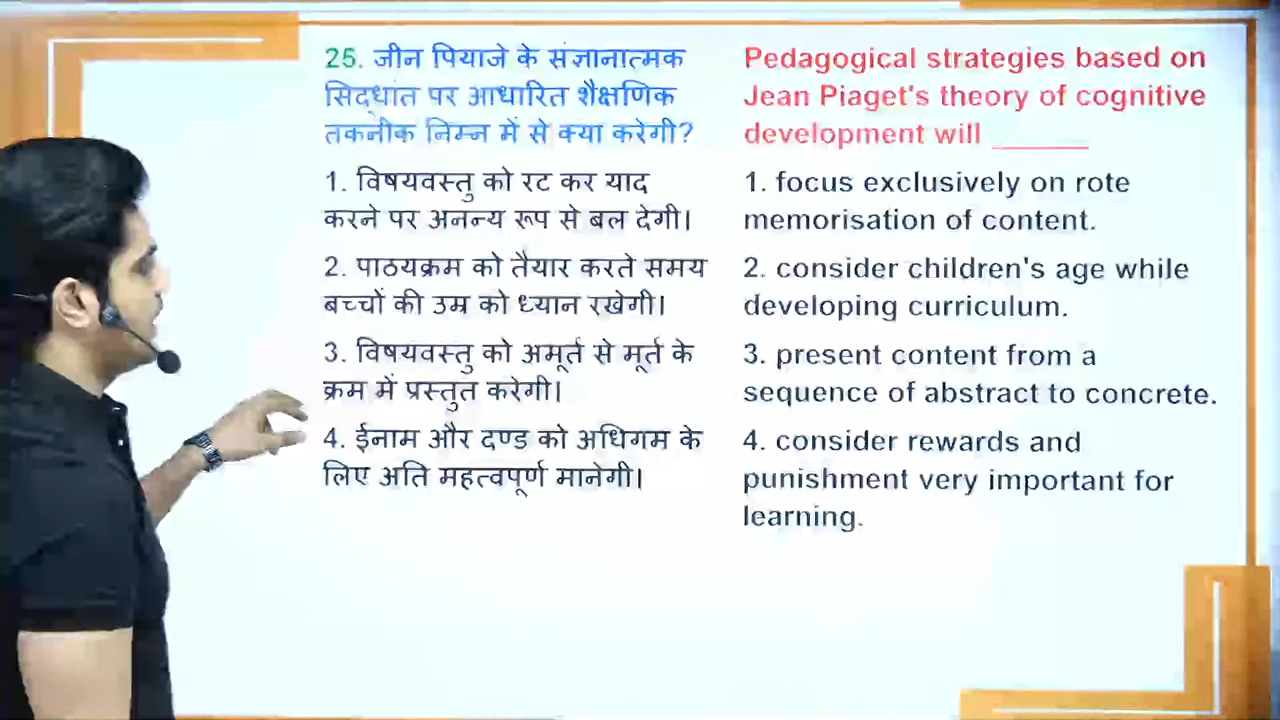 25. जीन पियाजे के संज्ञानात्मक
सिद्धांत पर आधारित शैक्षणिक
तकनीक निम्न में से क्या करेगी?
1. विषयवस्तु को रट कर याद
करने पर अनन्य रूप से बल देगी।
2. पाठयक्रम को तैयार करते समय
बच्चों की उम्र को ध्यान रखेगी।
3. विषयवस्तु को अमूर्त से मूर्त के
क्रम में प्रस्तुत करेगी।
4. ईनाम और दण्ड को अधिगम के
लिए अति महत्वपूर्ण मानेगी।
Pedagogical strategies based on
Jean Piaget's theory of cognitive
development will ______
1. focus exclusively on rote
memorisation of content.
2. consider children's age while
developing curriculum.
3. present content from a
sequence of abstract to concrete.
4. consider rewards and
punishment very important for
learning.